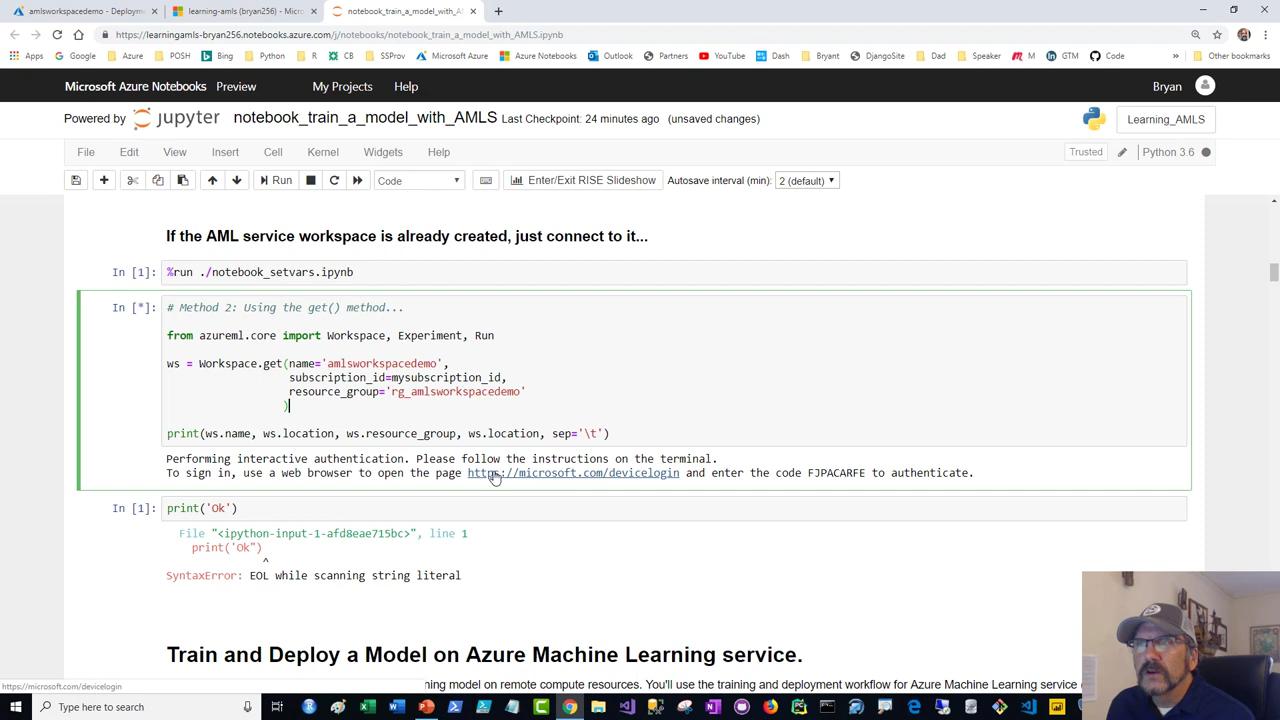 amlsworkspacedemo - Deployme
learning-amls (bryan256) - Micro
notebook_train_a_model_with_AML
https://learningamls-bryan256.notebooks.azure.com/j/notebooks/notebook_train_a_model_with_AMLS.ipynb
Apps Google Azure POSH Bing R CB SSProv Microsoft Azure Azure Notebooks Outlook Partners YouTube Dash Bryant DjangoSite Dad Speaker M GTM Code » Other bookmarks
Microsoft Azure Notebooks Preview My Projects Help Bryan
Powered by jupyter notebook_train_a_model_with_AMLS Last Checkpoint: 24 minutes ago (unsaved changes) Learning_AMLS
File Edit View Insert Cell Kernel Widgets Help Trusted Python 3.6
Run Code Enter/Exit RISE Slideshow Autosave interval (min): 2 (default)
If the AML service workspace is already created, just connect to it...
In [1]: %run ./notebook_setvars.ipynb
In [*]: # Method 2: Using the get() method...
from azureml.core import Workspace, Experiment, Run
ws = Workspace.get(name='amlsworkspacedemo',
subscription_id=mysubscription_id,
resource_group='rg_amlsworkspacedemo'
)
print(ws.name, ws.location, ws.resource_group, ws.location, sep='\t')
Performing interactive authentication. Please follow the instructions on the terminal.
To sign in, use a web browser to open the page https://microsoft.com/devicelogin and enter the code FJPACARFE to authenticate.
In [1]: print('Ok')
File "<ipython-input-1-afd8eae715bc>", line 1
print('Ok")
^
SyntaxError: EOL while scanning string literal
Train and Deploy a Model on Azure Machine Learning service.
https://microsoft.com/devicelogin
ning model on remote compute resources. You'll use the training and deployment workflow for Azure Machine Learning service
Type here to search